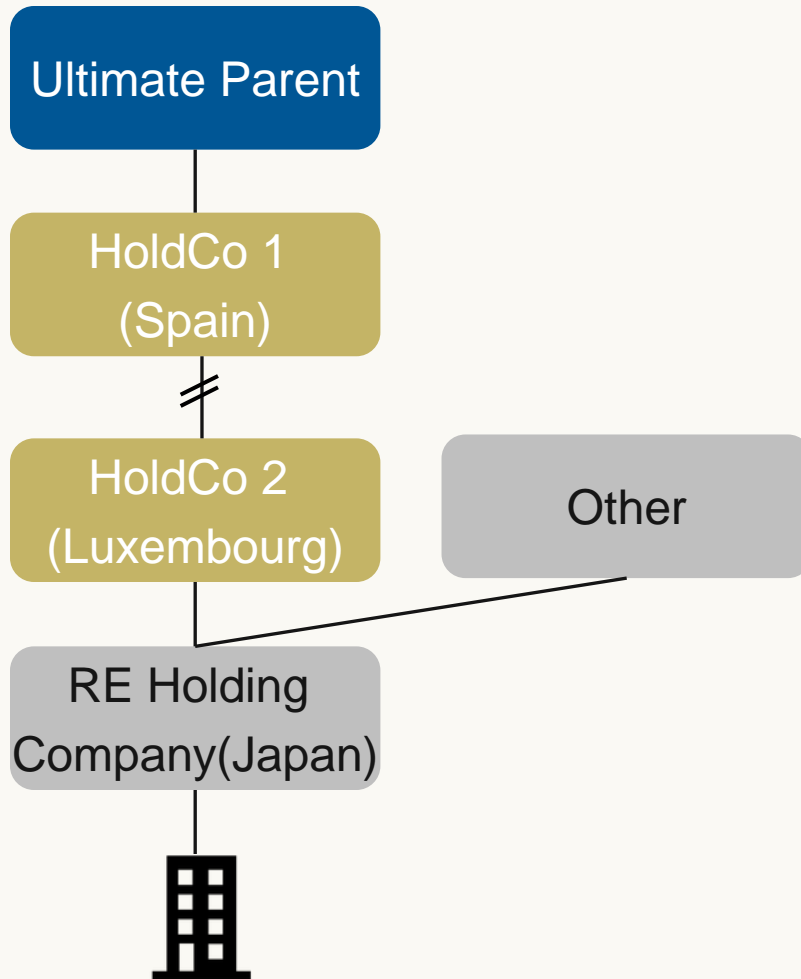 Ultimate Parent
HoldCo 1
(Spain)
HoldCo 2
(Luxembourg)
Other
RE Holding
Company(Japan)